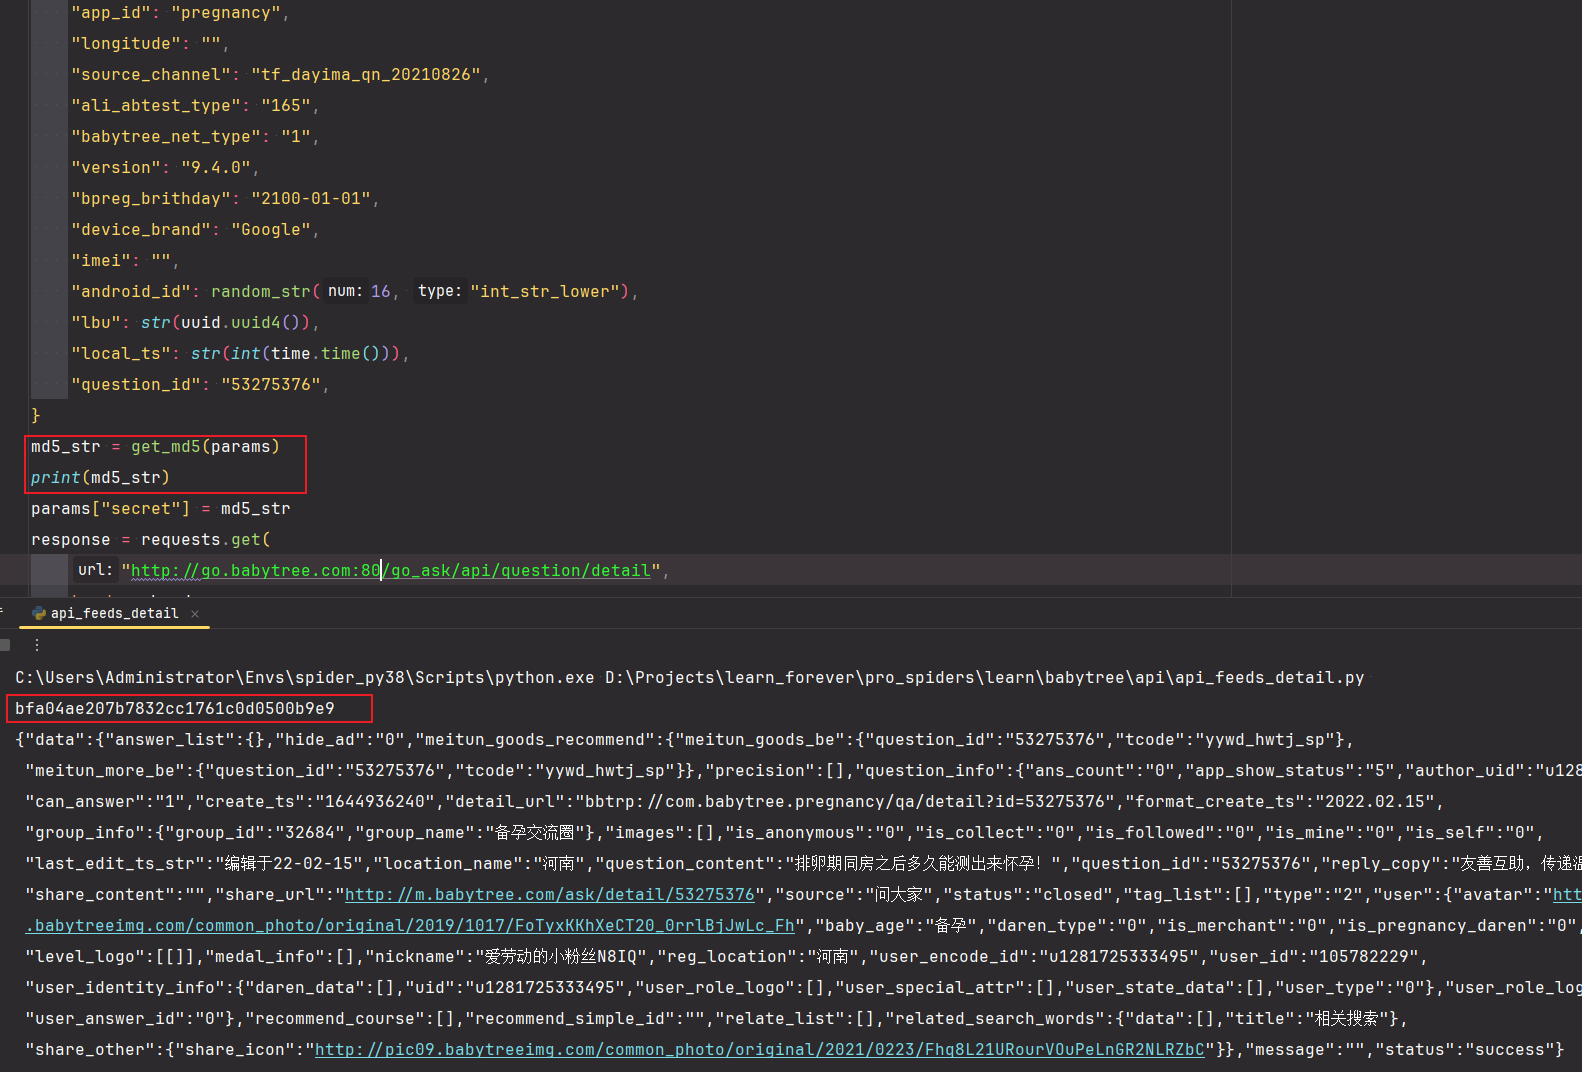 "app_id": "pregnancy",
"longitude": "",
"source_channel": "tf_dayima_qn_20210826",
"ali_abtest_type": "165",
"babytree_net_type": "1",
"version": "9.4.0",
"bpreg_brithday": "2100-01-01",
"device_brand": "Google",
"imei": "",
"android_id": random_str( num: 16, type: "int_str_lower"),
"lbu": str(uuid.uuid4()),
"local_ts": str(int(time.time())),
"question_id": "53275376",
}
md5_str = get_md5(params)
print(md5_str)
params["secret"] = md5_str
response = requests.get(
url: "http://go.babytree.com:80/go_ask/api/question/detail",
api_feeds_detail ×
C:\Users\Administrator\Envs\spider_py38\Scripts\python.exe D:\Projects\learn_forever\pro_spiders\learn\babytree\api\api_feeds_detail.py
bfa04ae207b7832cc1761c0d0500b9e9
{"data":{"answer_list":{},"hide_ad":"0","meitun_goods_recommend":{"meitun_goods_be":{"question_id":"53275376","tcode":"yywd_hwtj_sp"},
"meitun_more_be":{"question_id":"53275376","tcode":"yywd_hwtj_sp"}},"precision":[],"question_info":{"ans_count":"0","app_show_status":"5","author_uid":"u128
"can_answer":"1","create_ts":"1644936240","detail_url":"bbtrp://com.babytree.pregnancy/qa/detail?id=53275376","format_create_ts":"2022.02.15",
"group_info":{"group_id":"32684","group_name":"备孕交流圈"},"images":[],"is_anonymous":"0","is_collect":"0","is_followed":"0","is_mine":"0","is_self":"0",
"last_edit_ts_str":"编辑于22-02-15","location_name":"河南","question_content":"排卵期同房之后多久能测出来怀孕！","question_id":"53275376","reply_copy":"友善互助，传递温
"share_content":"","share_url":"http://m.babytree.com/ask/detail/53275376","source":"问大家","status":"closed","tag_list":[],"type":"2","user":{"avatar":"htt
.babytreeimg.com/common_photo/original/2019/1017/FoTyxKKhXeCT20_0rrlBjJwLc_Fh","baby_age":"备孕","daren_type":"0","is_merchant":"0","is_pregnancy_daren":"0",
"level_logo":[[]],"medal_info":[],"nickname":"爱劳动的小粉丝N8IQ","reg_location":"河南","user_encode_id":"u1281725333495","user_id":"105782229",
"user_identity_info":{"daren_data":[],"uid":"u1281725333495","user_role_logo":[],"user_special_attr":[],"user_state_data":[],"user_type":"0"},"user_role_log
"user_answer_id":"0"},"recommend_course":[],"recommend_simple_id":"","relate_list":[],"related_search_words":{"data":[],"title":"相关搜索"},
"share_other":{"share_icon":"http://pic09.babytreeimg.com/common_photo/original/2021/0223/Fhq8L21URourVOuPeLnGR2NLRZbC"}},"message":"","status":"success"}